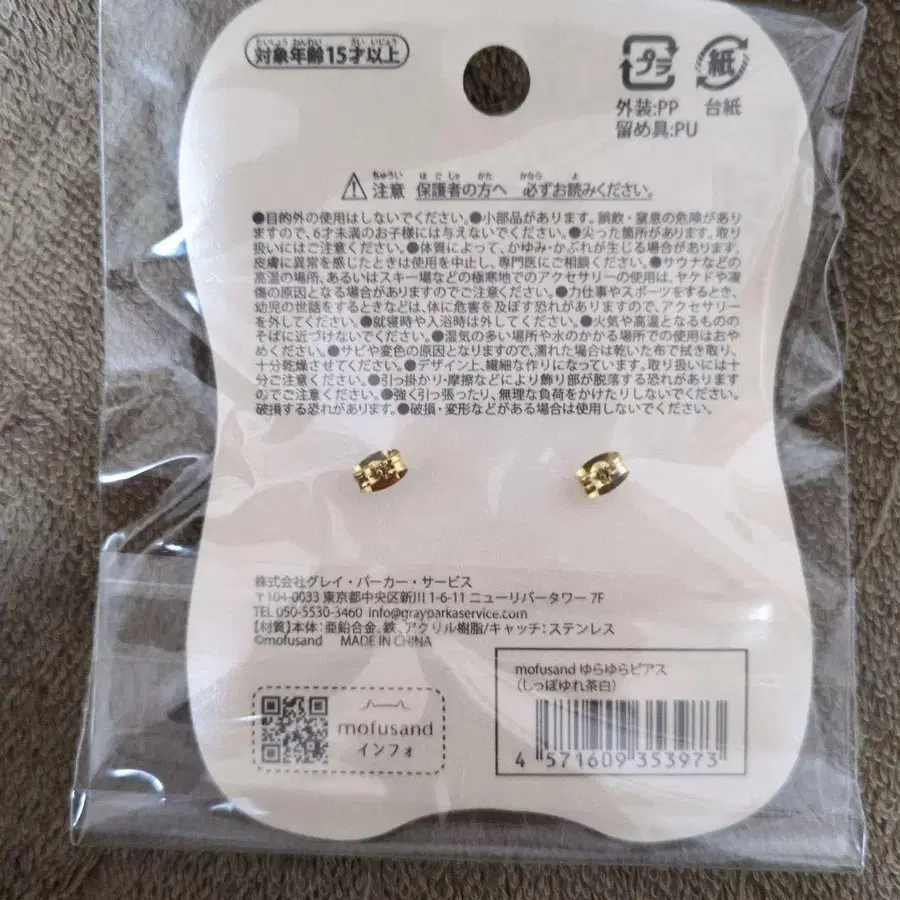 たいしょうねんれい さいいじょう
対象年齢15才以上
プラ
紙
外装:PP
台紙
留め具:PU
ちゅうい ほごしゃ かた かなら よ
注意 保護者の方へ 必ずお読みください。
●目的外の使用はしないでください。●小部品があります。誤飲・窒息の危険があり
ますので、6才未満のお子様には与えないでください。●尖った箇所があります。取り
扱いにはご注意ください。●体質によって、かゆみ・かぶれが生じる場合があります。
皮膚に異常を感じたときは使用を中止し、専門医にご相談ください。●サウナなどの
高温の場所、あるいはスキー場などの極寒地でのアクセサリーの使用は、ヤケドや凍
傷の原因となる場合がありますのでご注意ください。●力仕事やスポーツをするとき、
幼児の世話をするときなどは、体に危害を及ぼす恐れがありますので、アクセサリー
を外してください。●就寝時や入浴時は外してください。●火気や高温となるものの
そばに近づけないでください。●湿気の多い場所や水のかかる場所での使用はおや
めください。●サビや変色の原因となりますので、濡れた場合は乾いた布で拭き取り、
十分乾燥させてください。●デザイン上、繊細な作りになっています。取り扱いには十
分ご注意ください。●引っ掛かり・摩擦などにより飾り部が脱落する恐れがあります
のでご注意ください。●強く引っ張ったり、無理な負荷をかけたりしないでください。
破損する恐れがあります。●破損・変形などがある場合は使用しないでください。
株式会社グレイ・パーカー・サービス
〒104-0033 東京都中央区新川1-6-11 ニューリバータワー 7F
TEL 050-5530-3460 info@grayparkaservice.com
【材質】本体:亜鉛合金、鉄、アクリル樹脂/キャッチ:ステンレス
©mofusand MADE IN CHINA
mofusand ゆらゆらピアス
(しっぽゆれ茶白)
mofusand
インフォ
4 571609 353973